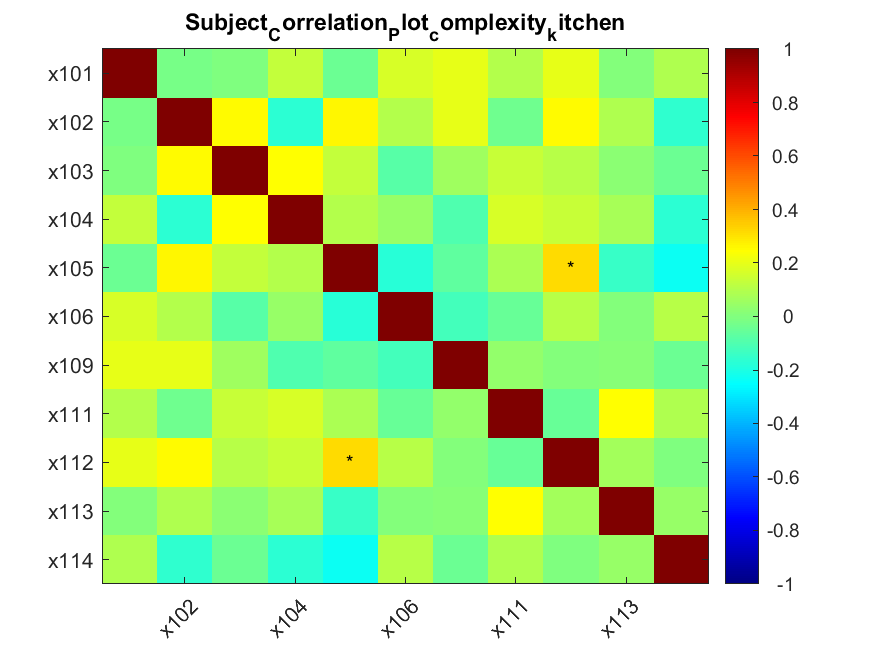 Subject_Correlation_Plot_complexity_kitchen
x101
x102
x103
x104
x105
x106
x109
x111
x112
x113
x114
*
*
x102
x104
x106
x111
x113
1
0.8
0.6
0.4
0.2
0
-0.2
-0.4
-0.6
-0.8
-1